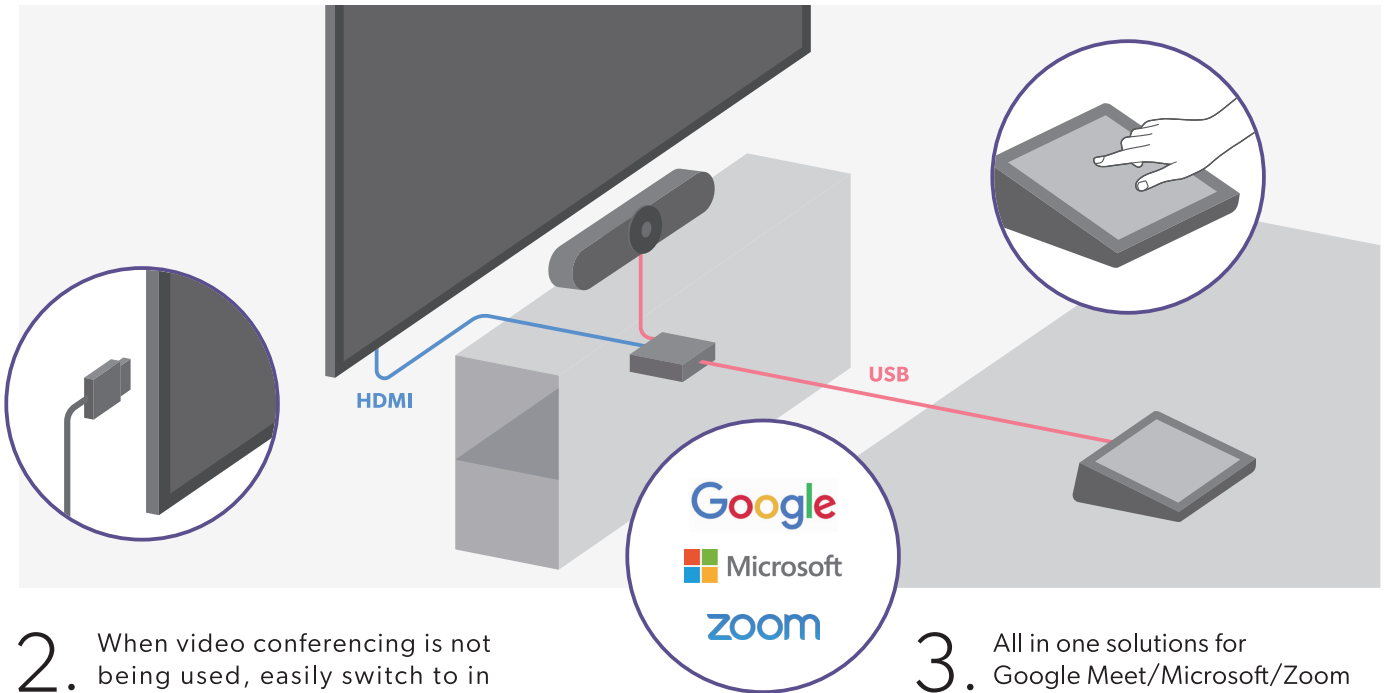 HDMI
USB
Google
Microsoft
zoom
2. When video conferencing is not
being used, easily switch to in
3. All in one solutions for
Google Meet/Microsoft/Zoom